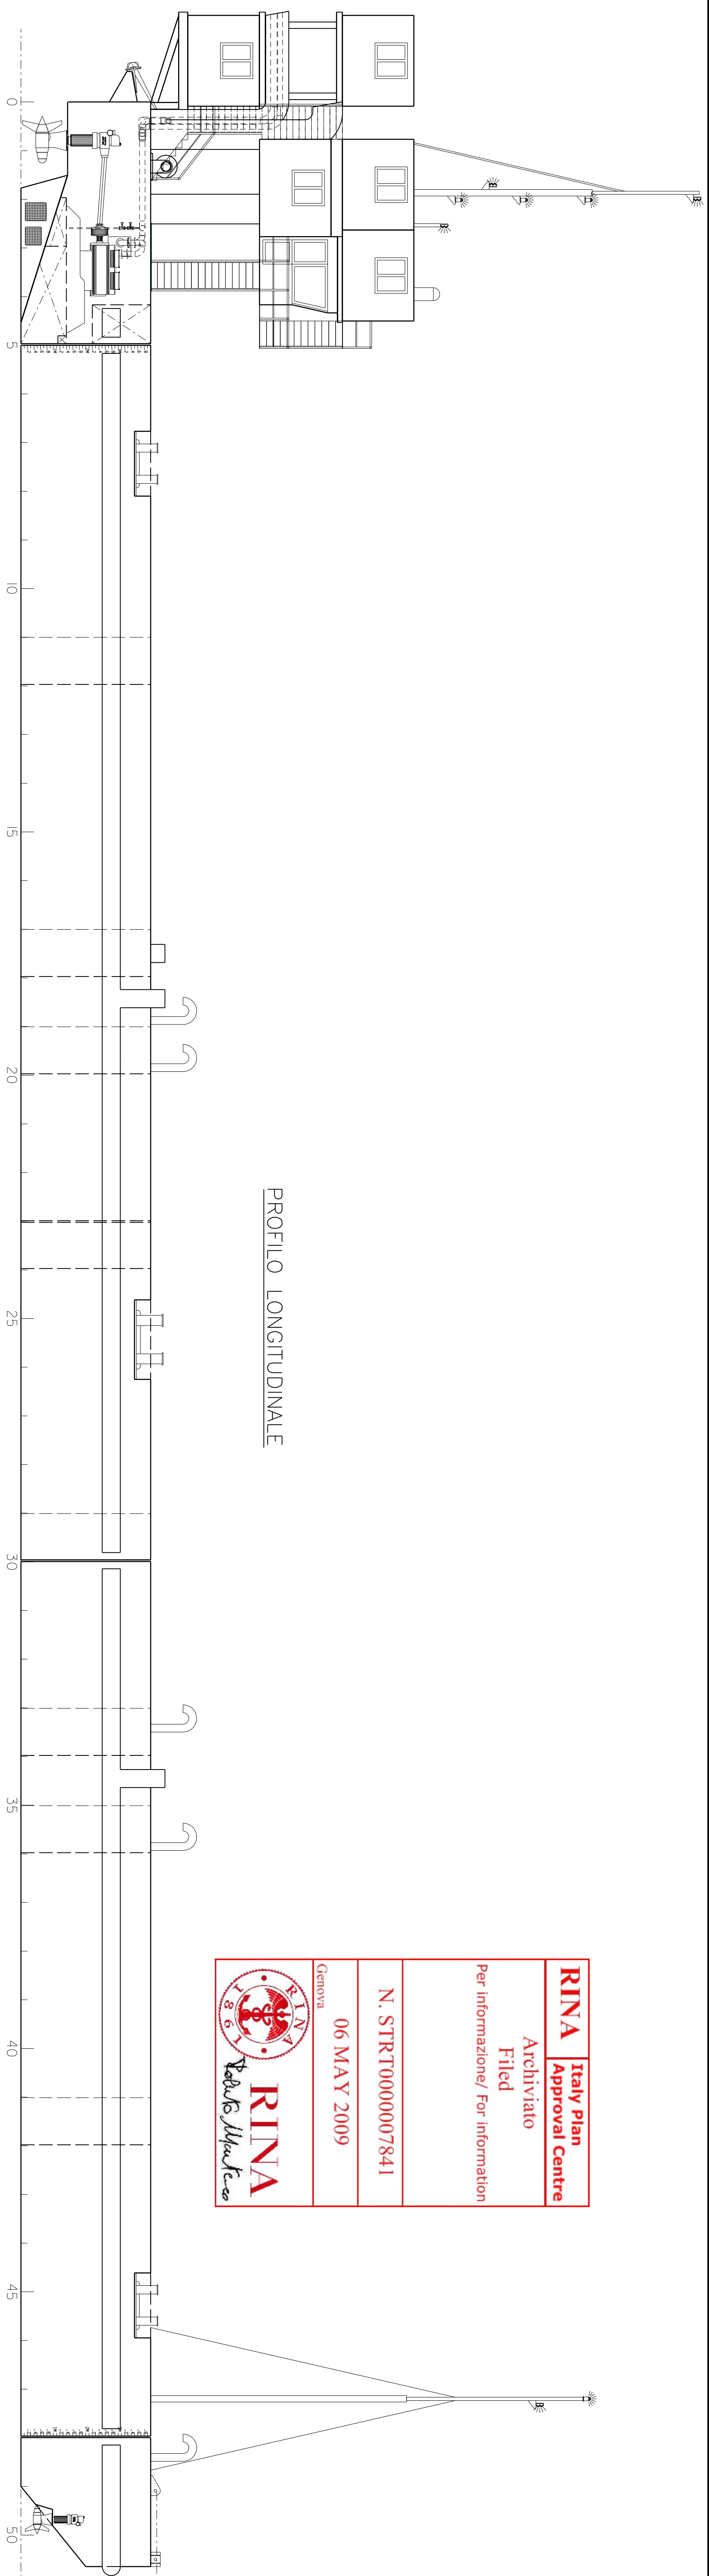 PROFILO LONGITUDINALE
RINA
Italy Plan
Approval Centre
Archiviato
Filed
Per informazione/ For information
N. STRT0000007841
Genova
06 MAY 2009
RINA
1861
RINA
0
5
10
15
20
25
30
35
40
45
50